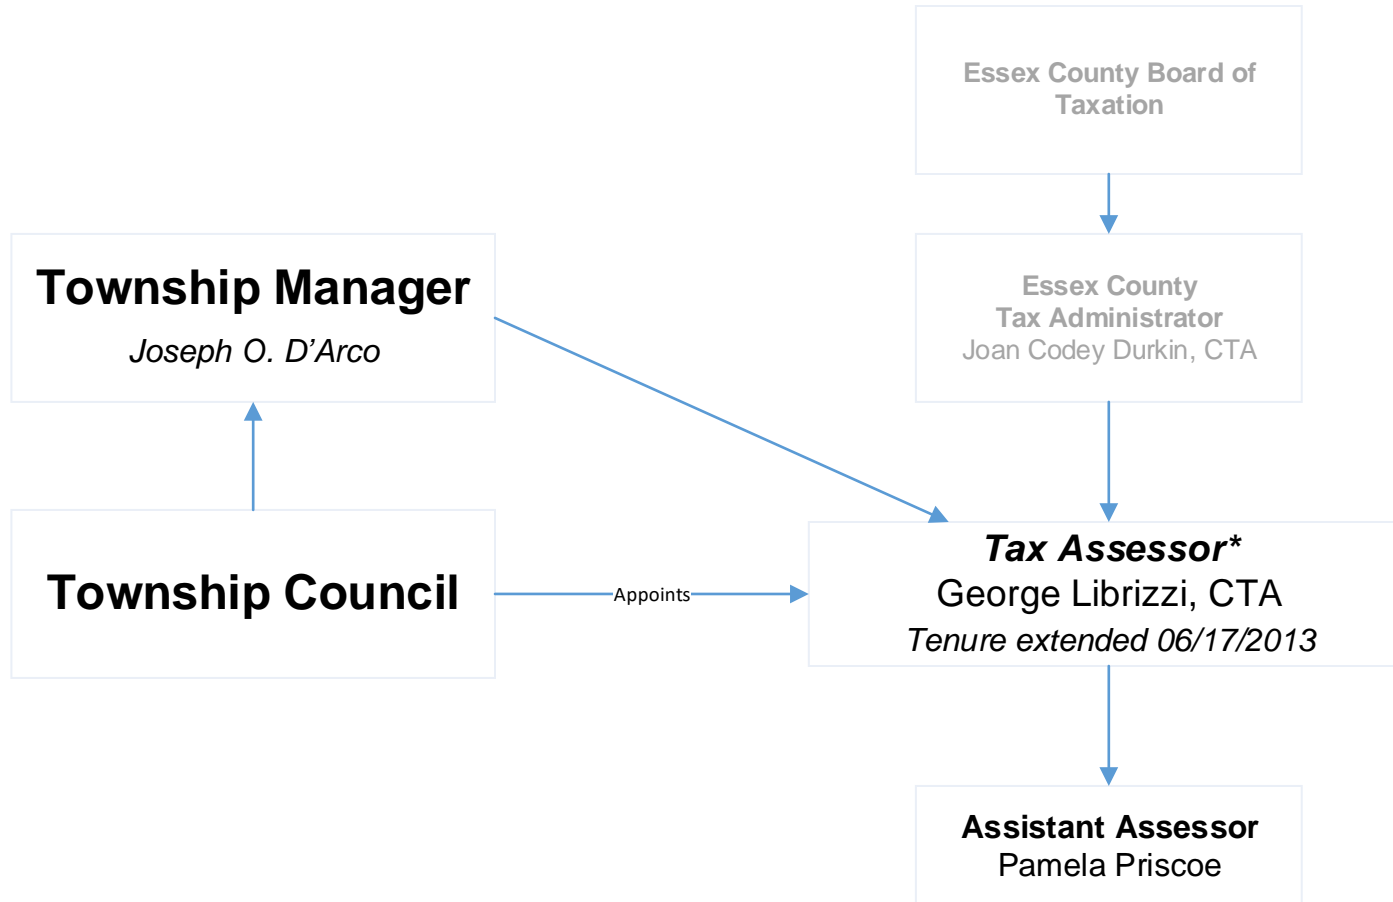 Essex County Board of
Taxation
Township Manager
Joseph O. D’Arco
Essex County
Tax Administrator
Joan Codey Durkin, CTA
Township Council
Appoints
Tax Assessor*
George Librizzi, CTA
Tenure extended 06/17/2013
Assistant Assessor
Pamela Priscoe